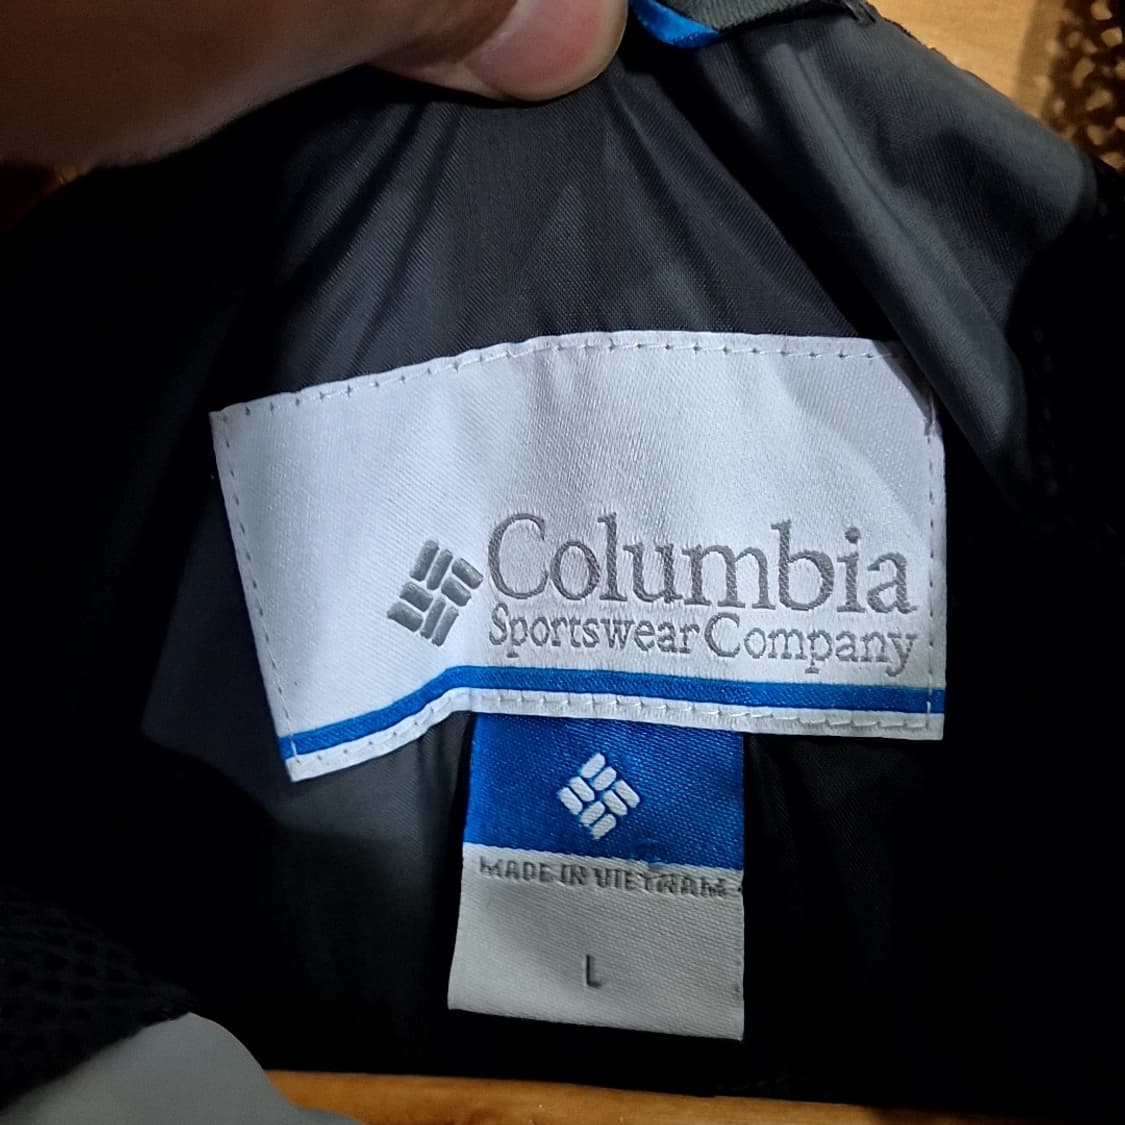 Columbia
Sportswear Company
MADE IN VIETNAM
L